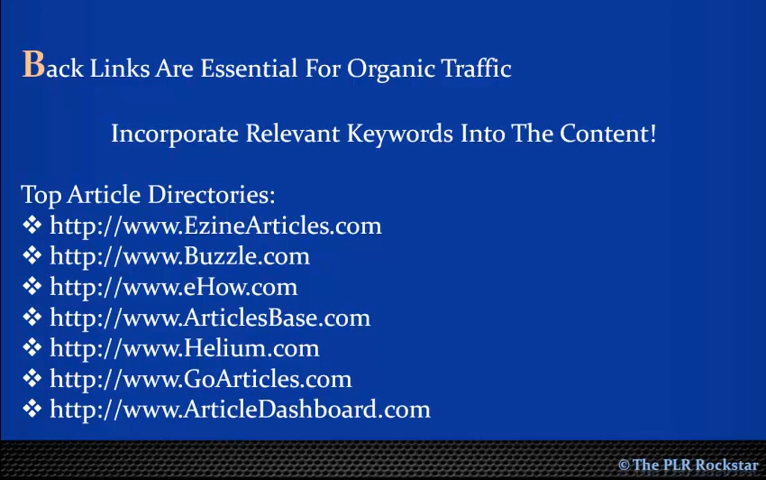 Back Links Are Essential For Organic Traffic
Incorporate Relevant Keywords Into The Content!
Top Article Directories:
❖ http://www.EzineArticles.com
❖ http://www.Buzzle.com
❖ http://www.eHow.com
❖ http://www.ArticlesBase.com
❖ http://www.Helium.com
❖ http://www.GoArticles.com
❖ http://www.ArticleDashboard.com
© The PLR Rockstar